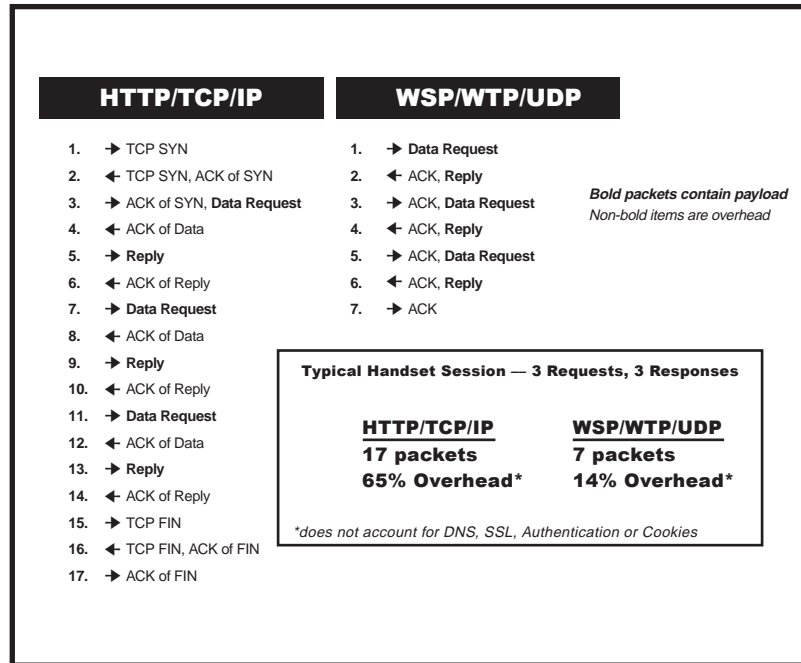 HTTP/TCP/IP
1. → TCP SYN
2. ← TCP SYN, ACK of SYN
3. → ACK of SYN, Data Request
4. ← ACK of Data
5. → Reply
6. ← ACK of Reply
7. → Data Request
8. ← ACK of Data
9. → Reply
10. ← ACK of Reply
11. → Data Request
12. ← ACK of Data
13. → Reply
14. ← ACK of Reply
15. → TCP FIN
16. ← TCP FIN, ACK of FIN
17. → ACK of FIN
WSP/WTP/UDP
1. → Data Request
2. ← ACK, Reply
3. → ACK, Data Request
4. ← ACK, Reply
5. → ACK, Data Request
6. ← ACK, Reply
7. → ACK
Bold packets contain payload
Non-bold items are overhead
Typical Handset Session — 3 Requests, 3 Responses
HTTP/TCP/IP
17 packets
65% Overhead*
WSP/WTP/UDP
7 packets
14% Overhead*
*does not account for DNS, SSL, Authentication or Cookies